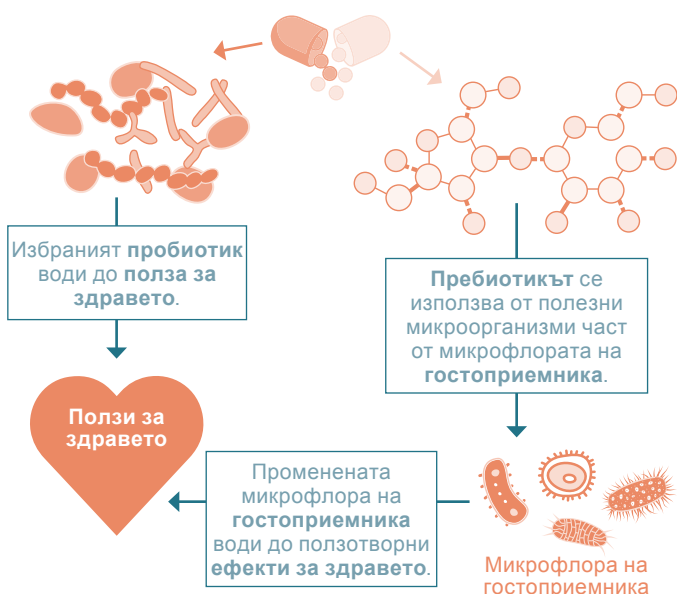 Избраният пробиотик
води до полза за
здравето.
Пребиотикът се
използва от полезни
микроорганизми част
от микрофлората на
гостоприемника.
Ползи за
здравето
Променената
микрофлора на
гостоприемника
води до ползотворни
ефекти за здравето.
Микрофлора на
гостоприемника